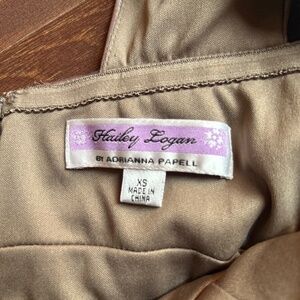 Hailey Logan
BY ADRIANNA PAPELL
XS
MADE IN
CHINA